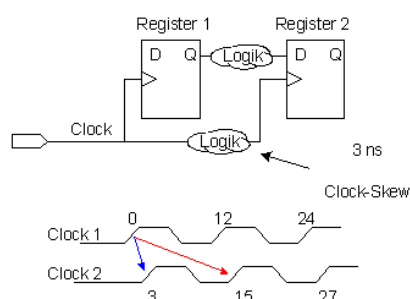 Register 1 Register 2
D Q Logik D Q
Clock
Logik
3 ns
Clock-Skew
0 12 24
Clock 1
Clock 2
3 15 27